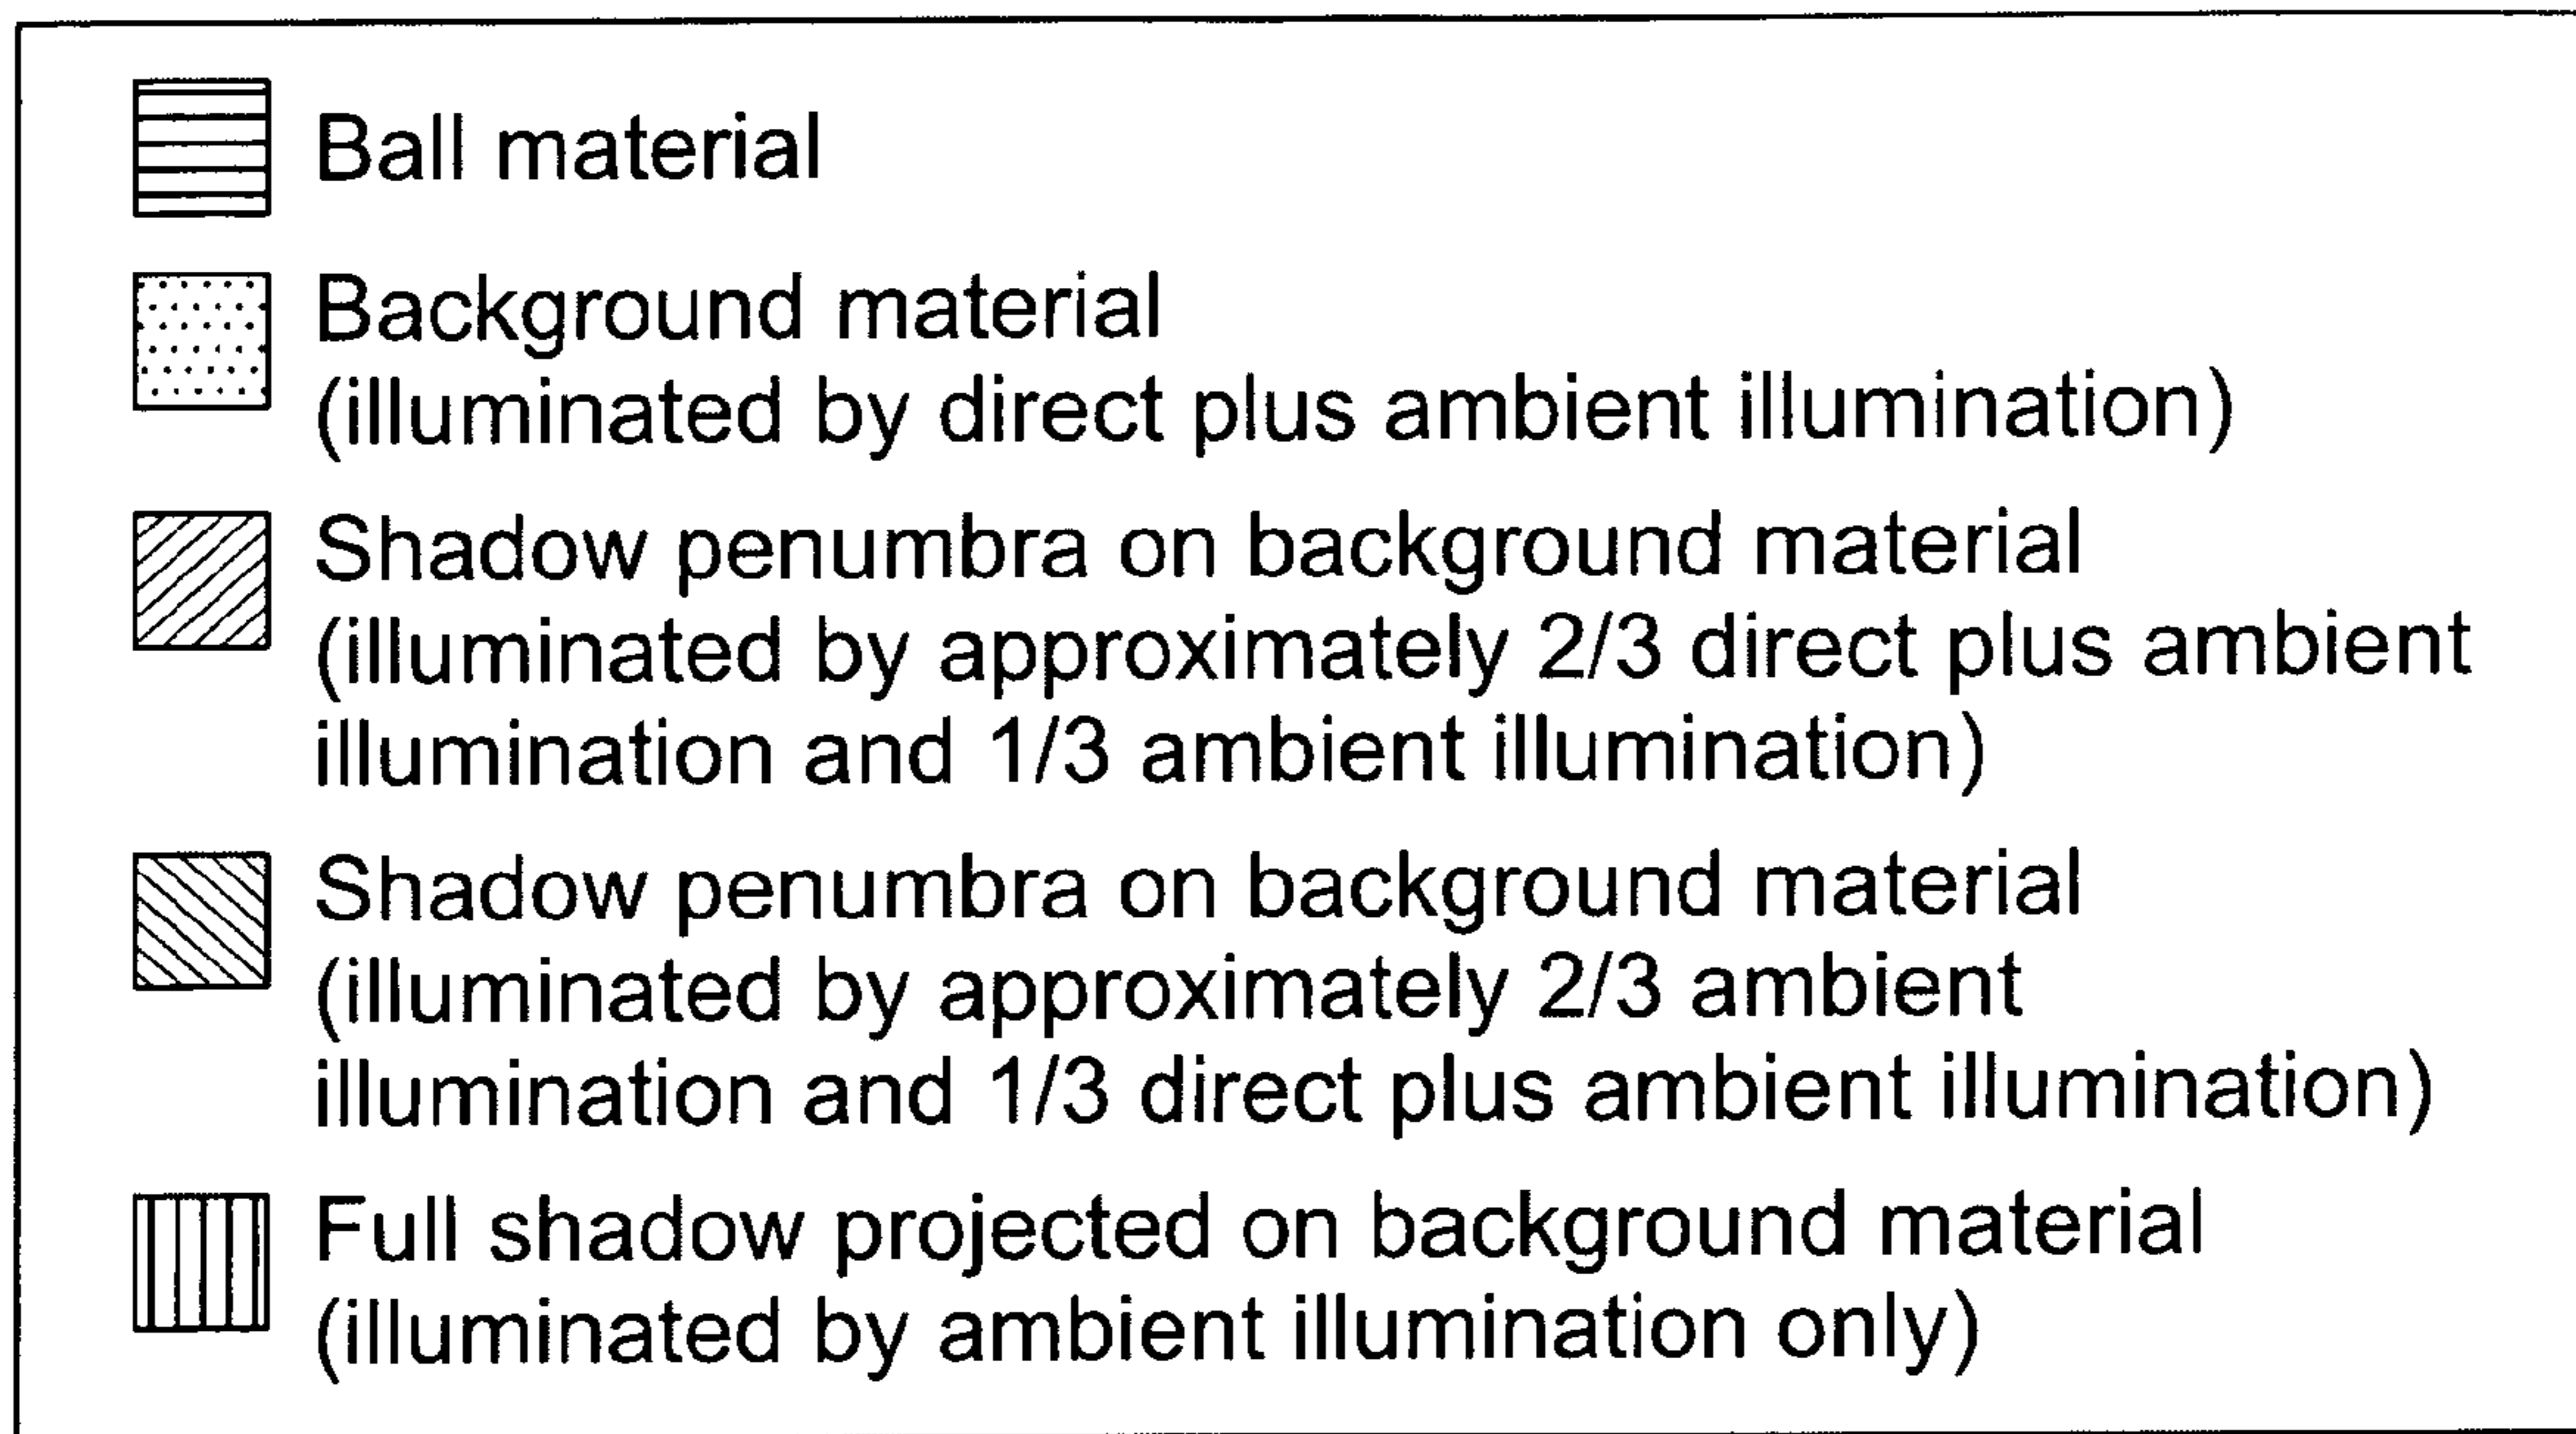 Ball material
Background material
(illuminated by direct plus ambient illumination)
Shadow penumbra on background material
(illuminated by approximately 2/3 direct plus ambient
illumination and 1/3 ambient illumination)
Shadow penumbra on background material
(illuminated by approximately 2/3 ambient
illumination and 1/3 direct plus ambient illumination)
Full shadow projected on background material
(illuminated by ambient illumination only)